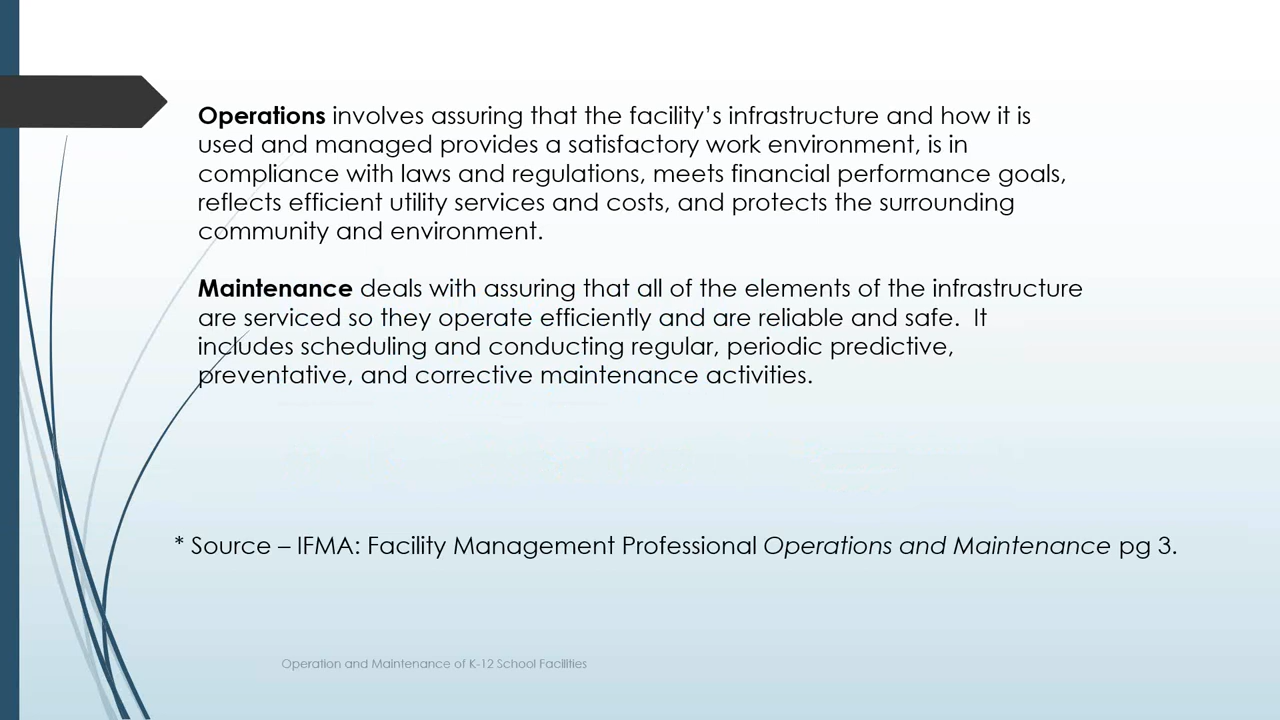 Operations involves assuring that the facility’s infrastructure and how it is
used and managed provides a satisfactory work environment, is in
compliance with laws and regulations, meets financial performance goals,
reflects efficient utility services and costs, and protects the surrounding
community and environment.
Maintenance deals with assuring that all of the elements of the infrastructure
are serviced so they operate efficiently and are reliable and safe.  It
includes scheduling and conducting regular, periodic predictive,
preventative, and corrective maintenance activities.
* Source – IFMA: Facility Management Professional Operations and Maintenance pg 3.
Operation and Maintenance of K-12 School Facilities